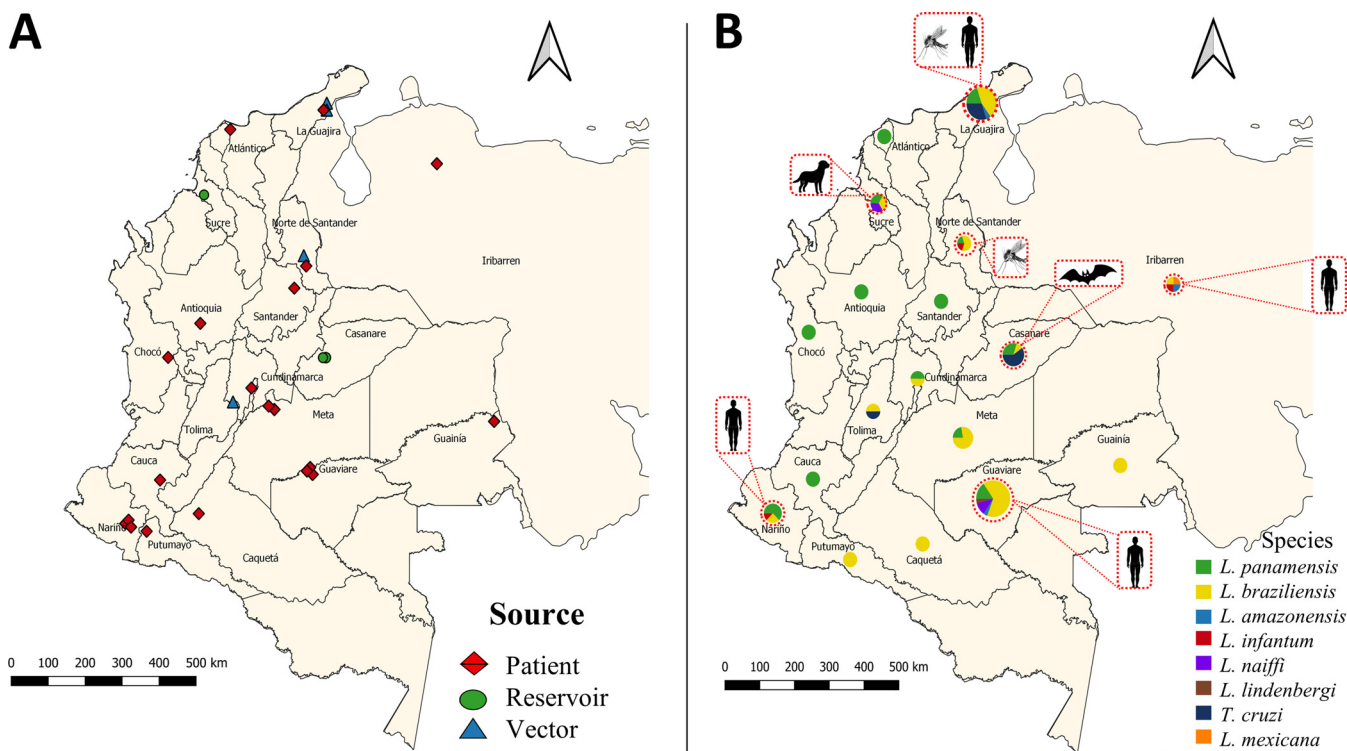 A
La Guajira
Atlántico
Sucre
Norte de Santander
Iribarren
Antioquia
Santander
Casanare
Chocó
Cundinamarca
Meta
Tolima
Guainía
Cauca
Guaviare
Nariño
Putumayo
Caquetá
Source
Patient
Reservoir
Vector
0 100 200 300 400 500 km
B
La Guajira
Atlántico
Sucre
Norte de Santander
Iribarren
Antioquia
Santander
Casanare
Chocó
Cundinamarca
Meta
Tolima
Guainía
Cauca
Guaviare
Nariño
Putumayo
Caquetá
Species
L. panamensis
L. braziliensis
L. amazonensis
L. infantum
L. naiffi
L. lindenbergi
T. cruzi
L. mexicana
0 100 200 300 400 500 km